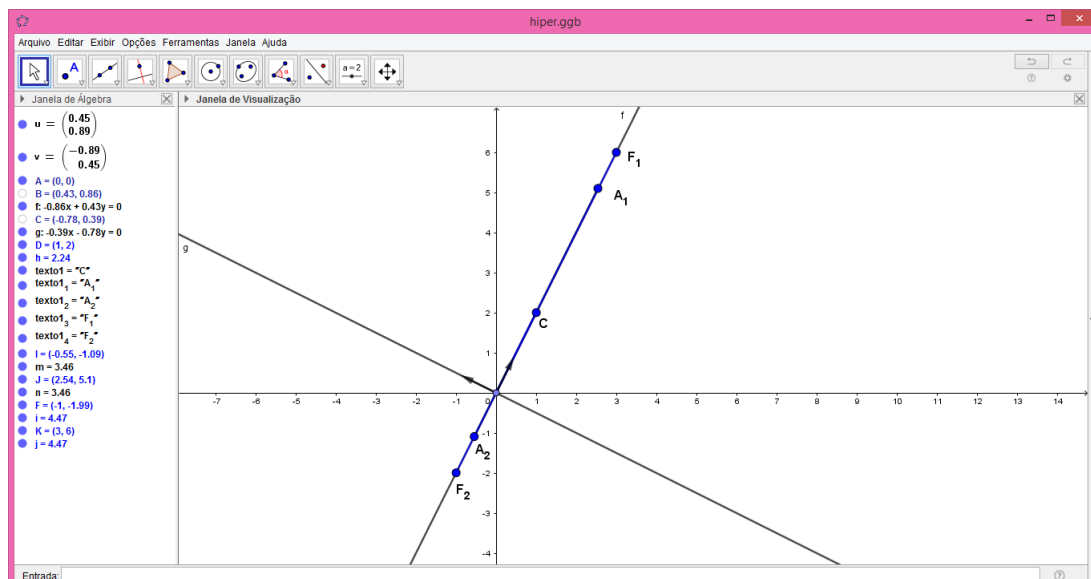 hiper.ggb
Arquivo Editar Exibir Opções Ferramentas Janela Ajuda
A
a = 2
Janela de Álgebra
Janela de Visualização
u = (0.45
0.89)
v = (-0.89
0.45)
A = (0, 0)
B = (0.43, 0.86)
f: -0.86x + 0.43y = 0
C = (-0.78, 0.39)
g: -0.39x - 0.78y = 0
D = (1, 2)
h = 2.24
texto1 = "C"
texto1₁ = "A₁"
texto1₂ = "A₂"
texto1₃ = "F₁"
texto1₄ = "F₂"
I = (-0.55, -1.09)
m = 3.46
J = (2.54, 5.1)
n = 3.46
F = (-1, -1.99)
i = 4.47
K = (3, 6)
j = 4.47
f
F₁
A₁
C
g
A₂
F₂
6
5
4
3
2
1
-7 -6 -5 -4 -3 -2 -1 0 1 2 3 4 5 6 7 8 9 10 11 12 13 14
-1
-2
-3
-4
Entrada: